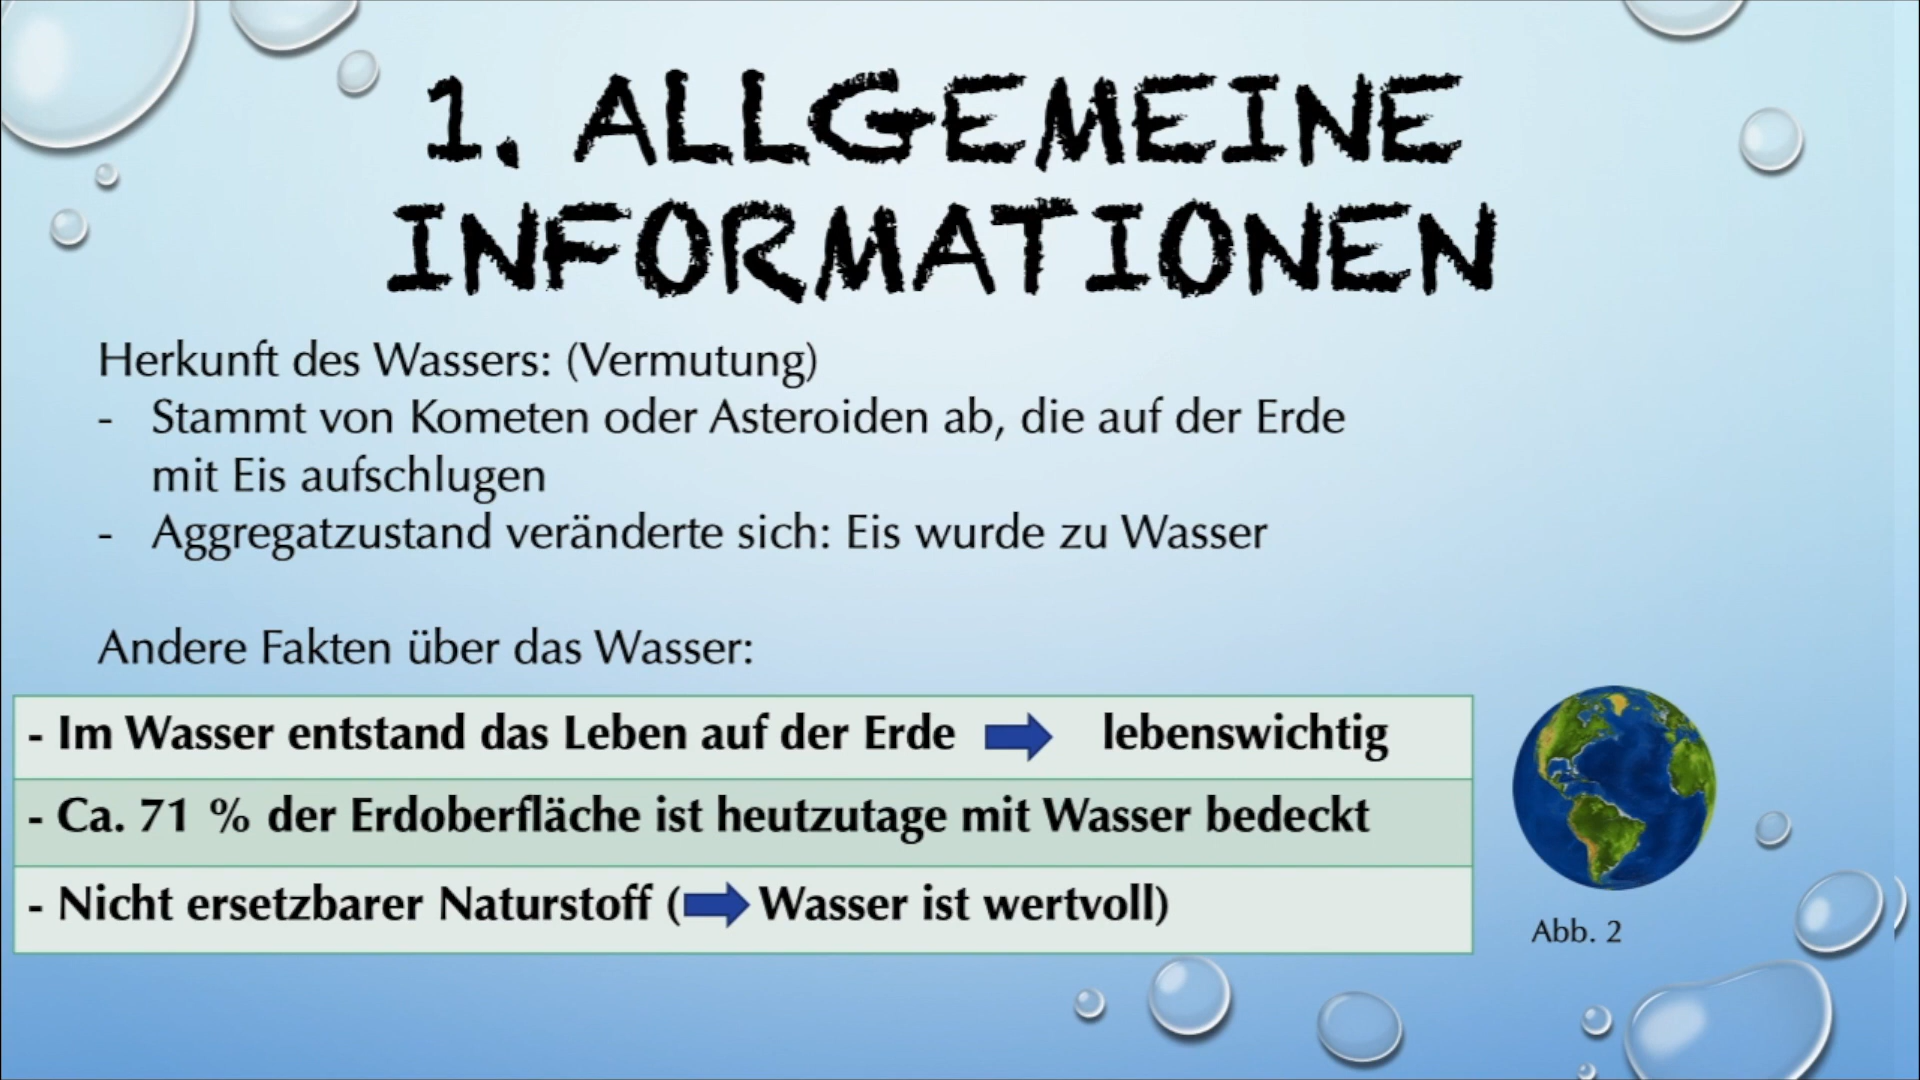 1. ALLGEMEINE
INFORMATIONEN
Herkunft des Wassers: (Vermutung)
- Stammt von Kometen oder Asteroiden ab, die auf der Erde
mit Eis aufschlugen
- Aggregatzustand veränderte sich: Eis wurde zu Wasser
Andere Fakten über das Wasser:
- Im Wasser entstand das Leben auf der Erde ➡ lebenswichtig
- Ca. 71 % der Erdoberfläche ist heutzutage mit Wasser bedeckt
- Nicht ersetzbarer Naturstoff (➡ Wasser ist wertvoll)
Abb. 2